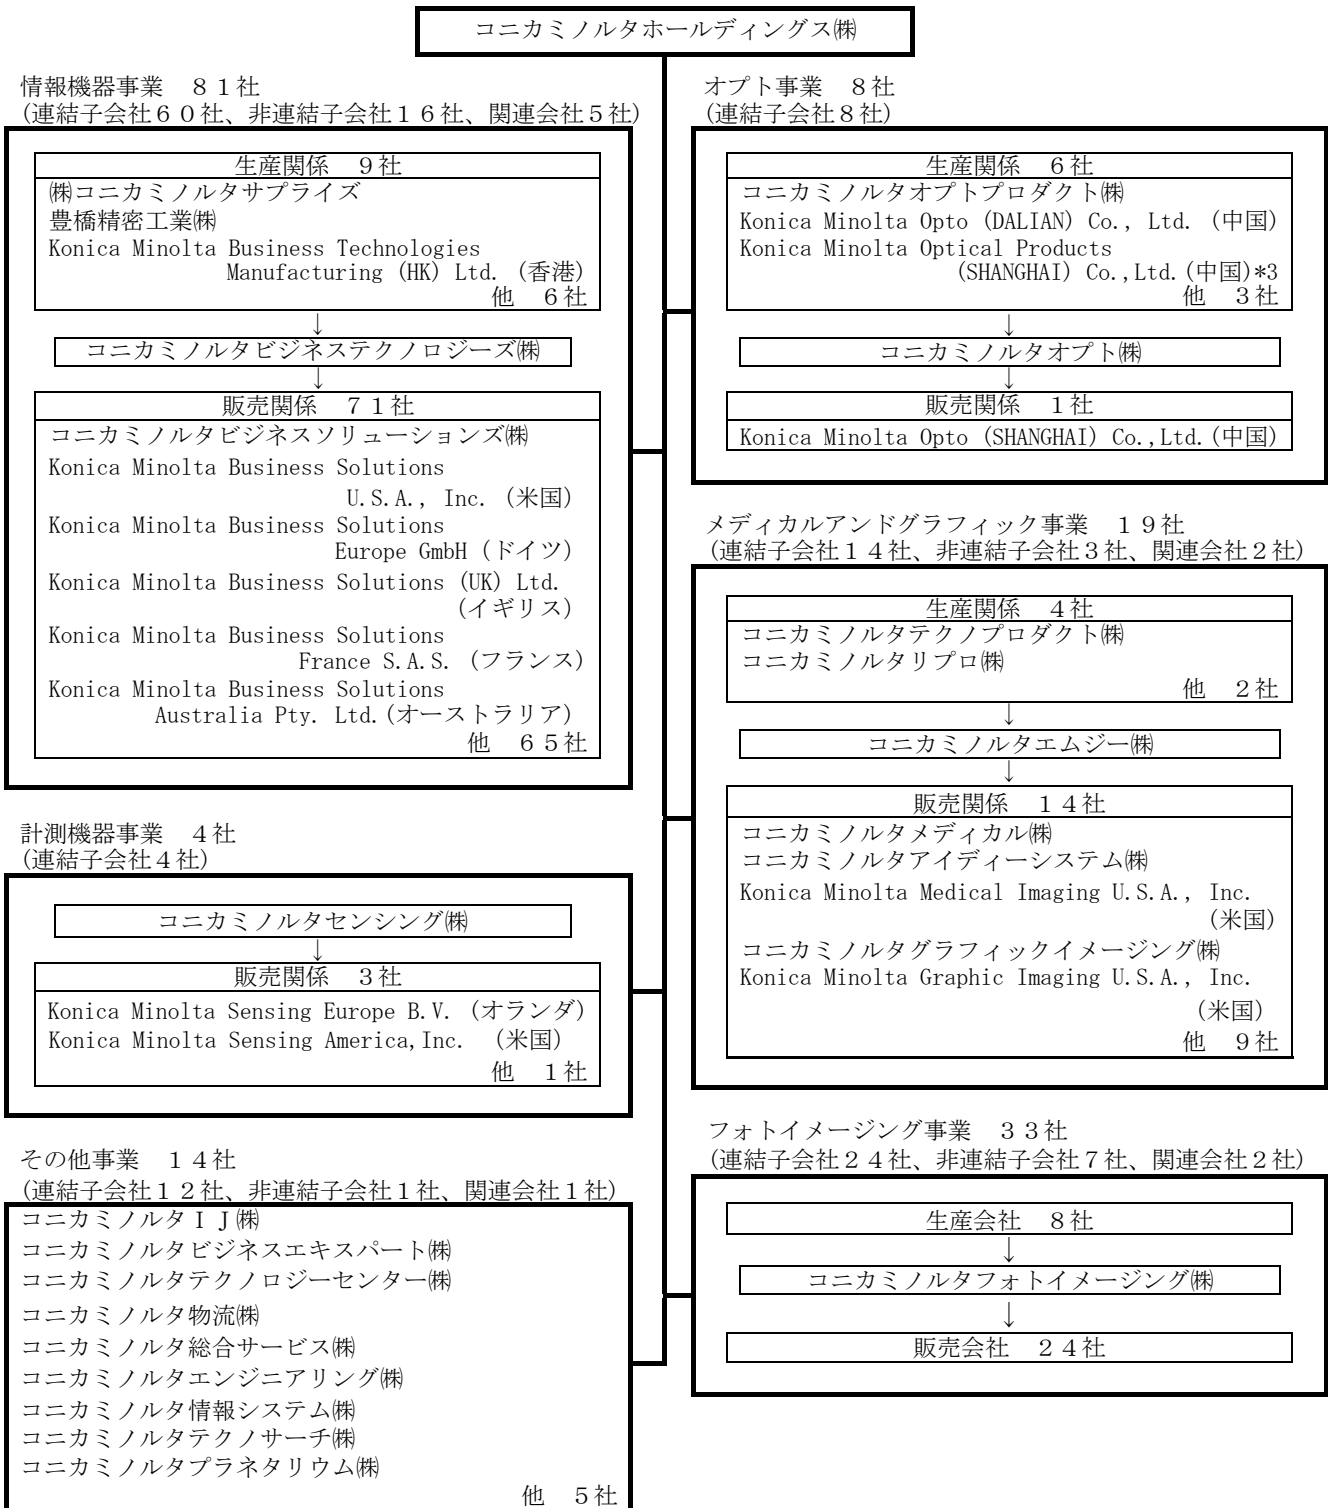 コニカミノルタホールディングス㈱
情報機器事業　８１社
(連結子会社６０社、非連結子会社１６社、関連会社５社)
生産関係　９社
㈱コニカミノルタサプライズ
豊橋精密工業㈱
Konica Minolta Business Technologies
Manufacturing (HK) Ltd. (香港)
他　６社
↓
コニカミノルタビジネステクノロジーズ㈱
↓
販売関係　７１社
コニカミノルタビジネスソリューションズ㈱
Konica Minolta Business Solutions
U.S.A., Inc. (米国)
Konica Minolta Business Solutions
Europe GmbH (ドイツ)
Konica Minolta Business Solutions (UK) Ltd.
(イギリス)
Konica Minolta Business Solutions
France S.A.S. (フランス)
Konica Minolta Business Solutions
Australia Pty. Ltd.(オーストラリア)
他　６５社
計測機器事業　４社
(連結子会社４社)
コニカミノルタセンシング㈱
↓
販売関係　３社
Konica Minolta Sensing Europe B.V. (オランダ)
Konica Minolta Sensing America,Inc. (米国)
他　１社
その他事業　１４社
(連結子会社１２社、非連結子会社１社、関連会社１社)
コニカミノルタＩＪ㈱
コニカミノルタビジネスエキスパート㈱
コニカミノルタテクノロジーセンター㈱
コニカミノルタ物流㈱
コニカミノルタ総合サービス㈱
コニカミノルタエンジニアリング㈱
コニカミノルタ情報システム㈱
コニカミノルタテクノサーチ㈱
コニカミノルタプラネタリウム㈱
他　５社
オプト事業　８社
(連結子会社８社)
生産関係　６社
コニカミノルタオプトプロダクト㈱
Konica Minolta Opto (DALIAN) Co., Ltd. (中国)
Konica Minolta Optical Products
(SHANGHAI) Co.,Ltd.(中国)*3
他　３社
↓
コニカミノルタオプト㈱
↓
販売関係　１社
Konica Minolta Opto (SHANGHAI) Co.,Ltd.(中国)
メディカルアンドグラフィック事業　１９社
(連結子会社１４社、非連結子会社３社、関連会社２社)
生産関係　４社
コニカミノルタテクノプロダクト㈱
コニカミノルタリプロ㈱
他　２社
↓
コニカミノルタエムジー㈱
↓
販売関係　１４社
コニカミノルタメディカル㈱
コニカミノルタアイディーシステム㈱
Konica Minolta Medical Imaging U.S.A., Inc.
(米国)
コニカミノルタグラフィックイメージング㈱
Konica Minolta Graphic Imaging U.S.A., Inc.
(米国)
他　９社
フォトイメージング事業　３３社
(連結子会社２４社、非連結子会社７社、関連会社２社)
生産会社　８社
↓
コニカミノルタフォトイメージング㈱
↓
販売会社　２４社